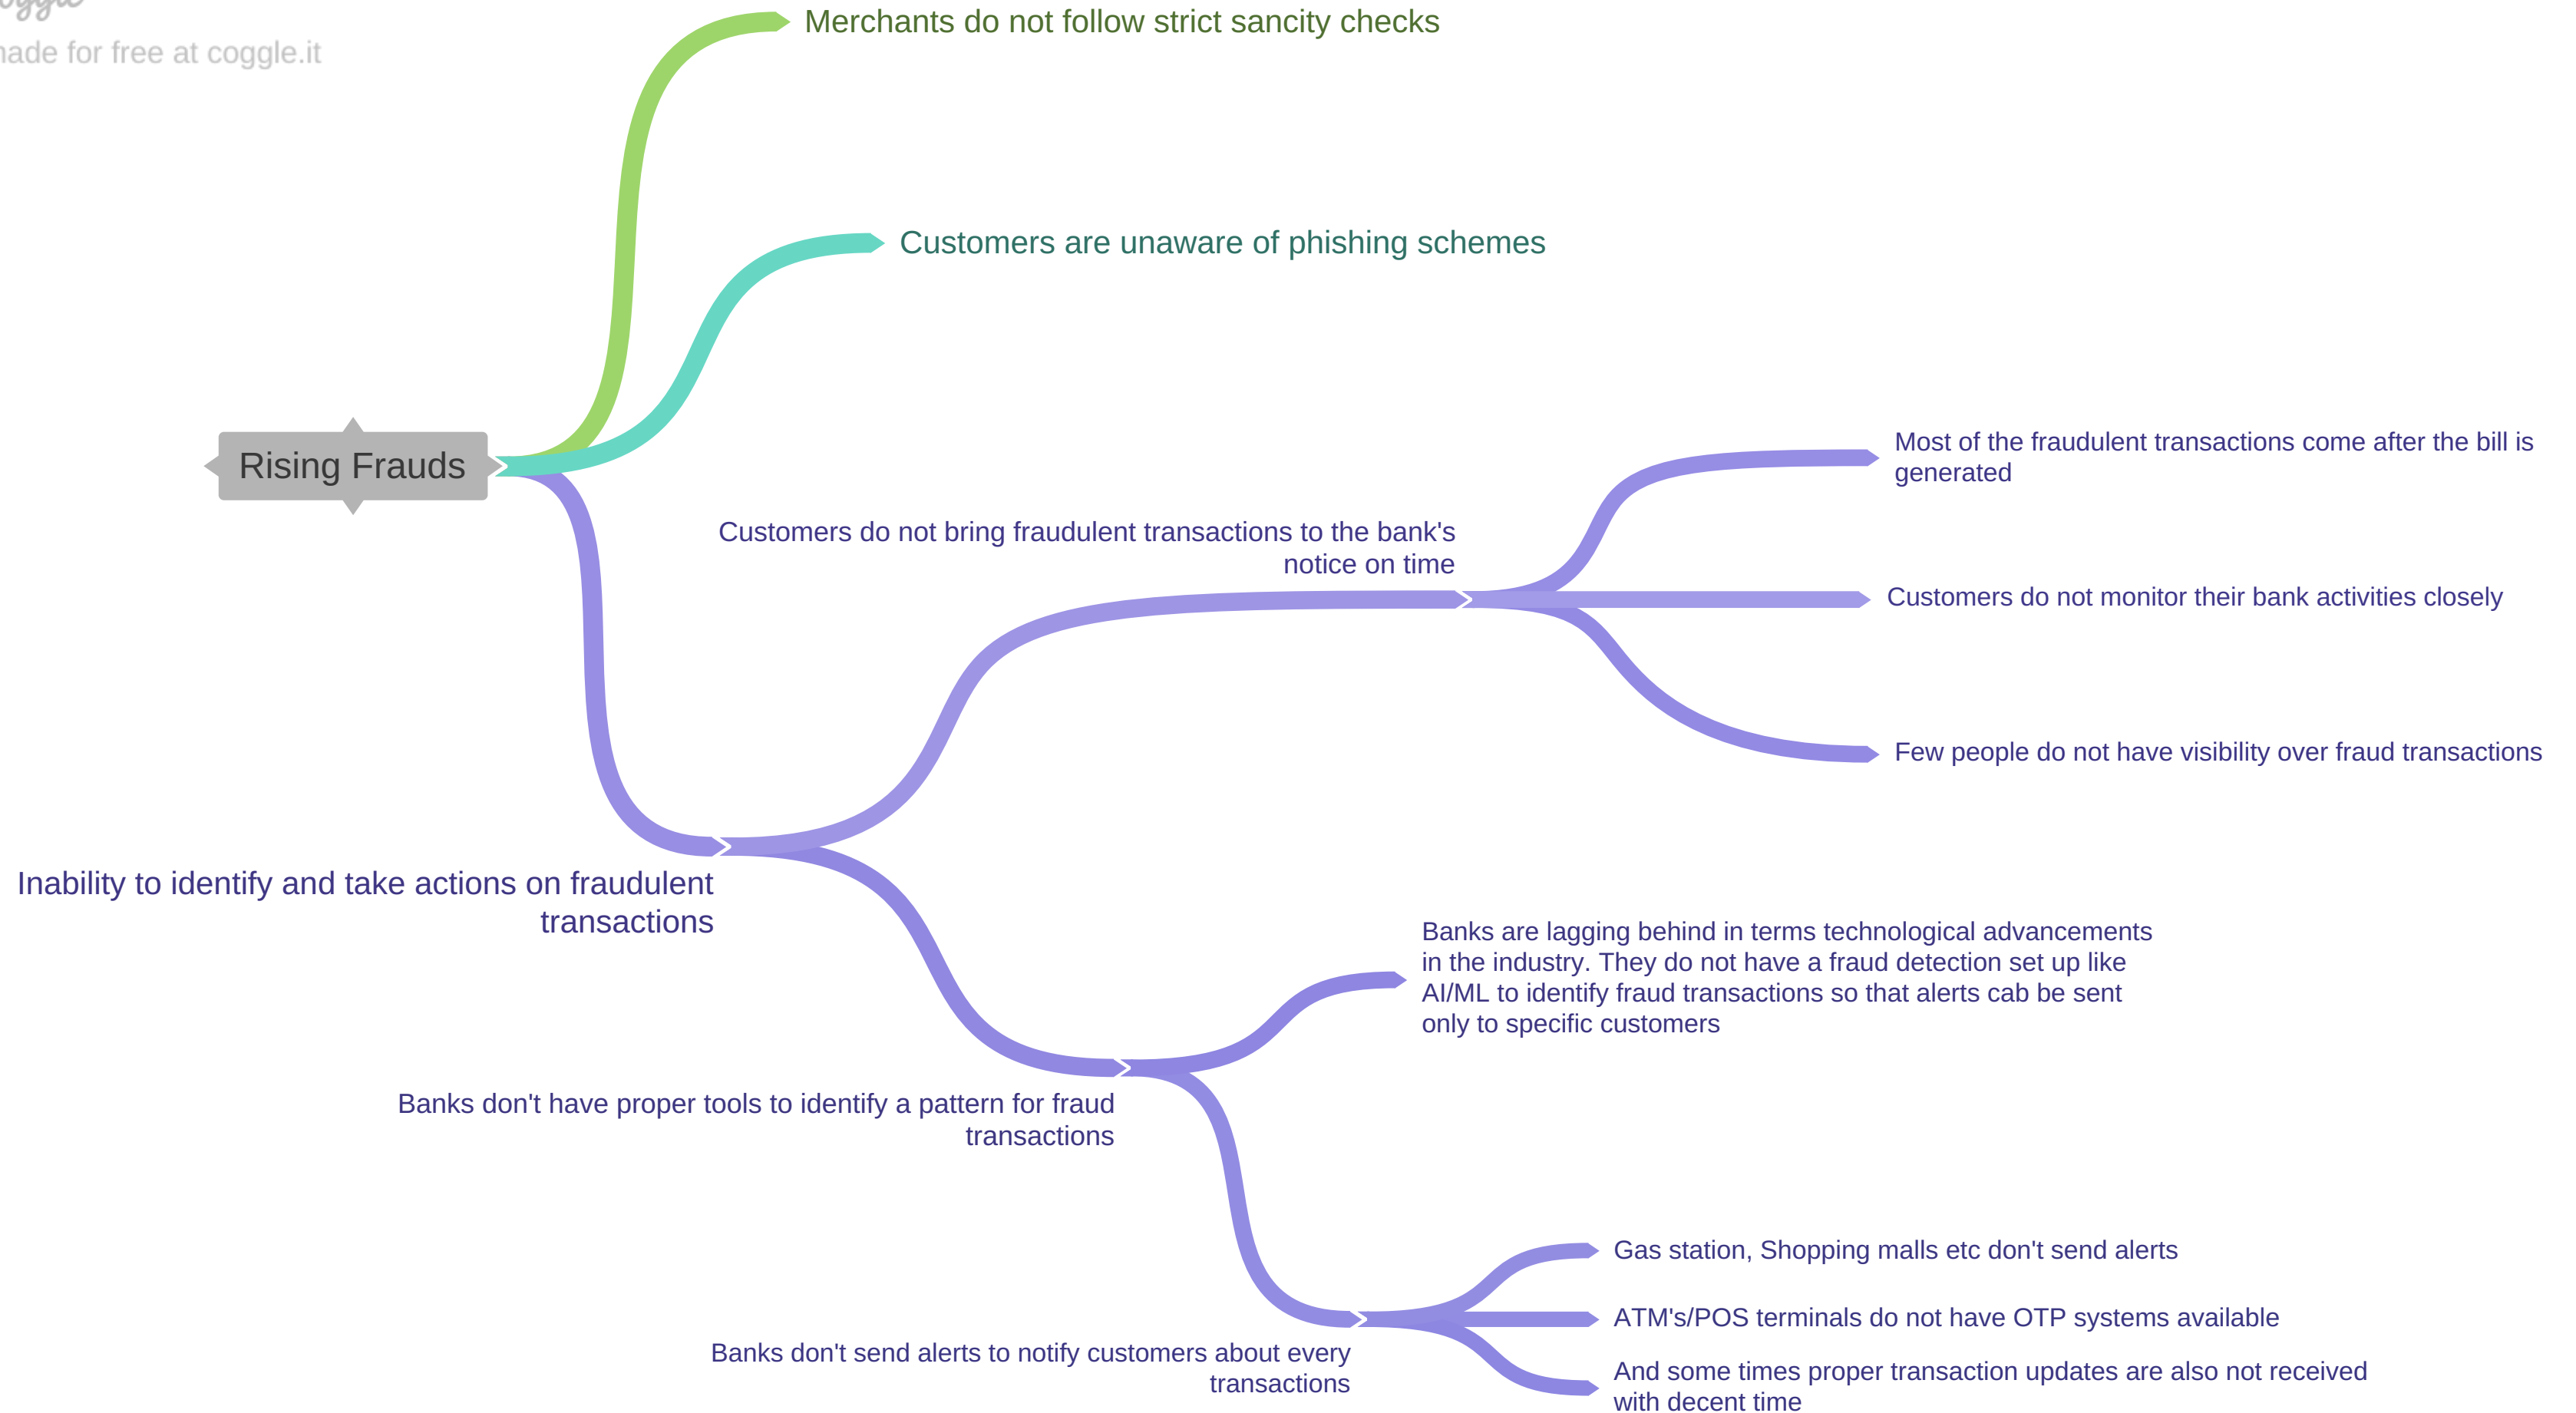 made for free at coggle.it
Merchants do not follow strict sancity checks
Customers are unaware of phishing schemes
Rising Frauds
Most of the fraudulent transactions come after the bill is
generated
Customers do not bring fraudulent transactions to the bank's
notice on time
Customers do not monitor their bank activities closely
Few people do not have visibility over fraud transactions
Inability to identify and take actions on fraudulent
transactions
Banks are lagging behind in terms technological advancements
in the industry. They do not have a fraud detection set up like
AI/ML to identify fraud transactions so that alerts cab be sent
only to specific customers
Banks don't have proper tools to identify a pattern for fraud
transactions
Gas station, Shopping malls etc don't send alerts
ATM's/POS terminals do not have OTP systems available
Banks don't send alerts to notify customers about every
transactions
And some times proper transaction updates are also not received
with decent time